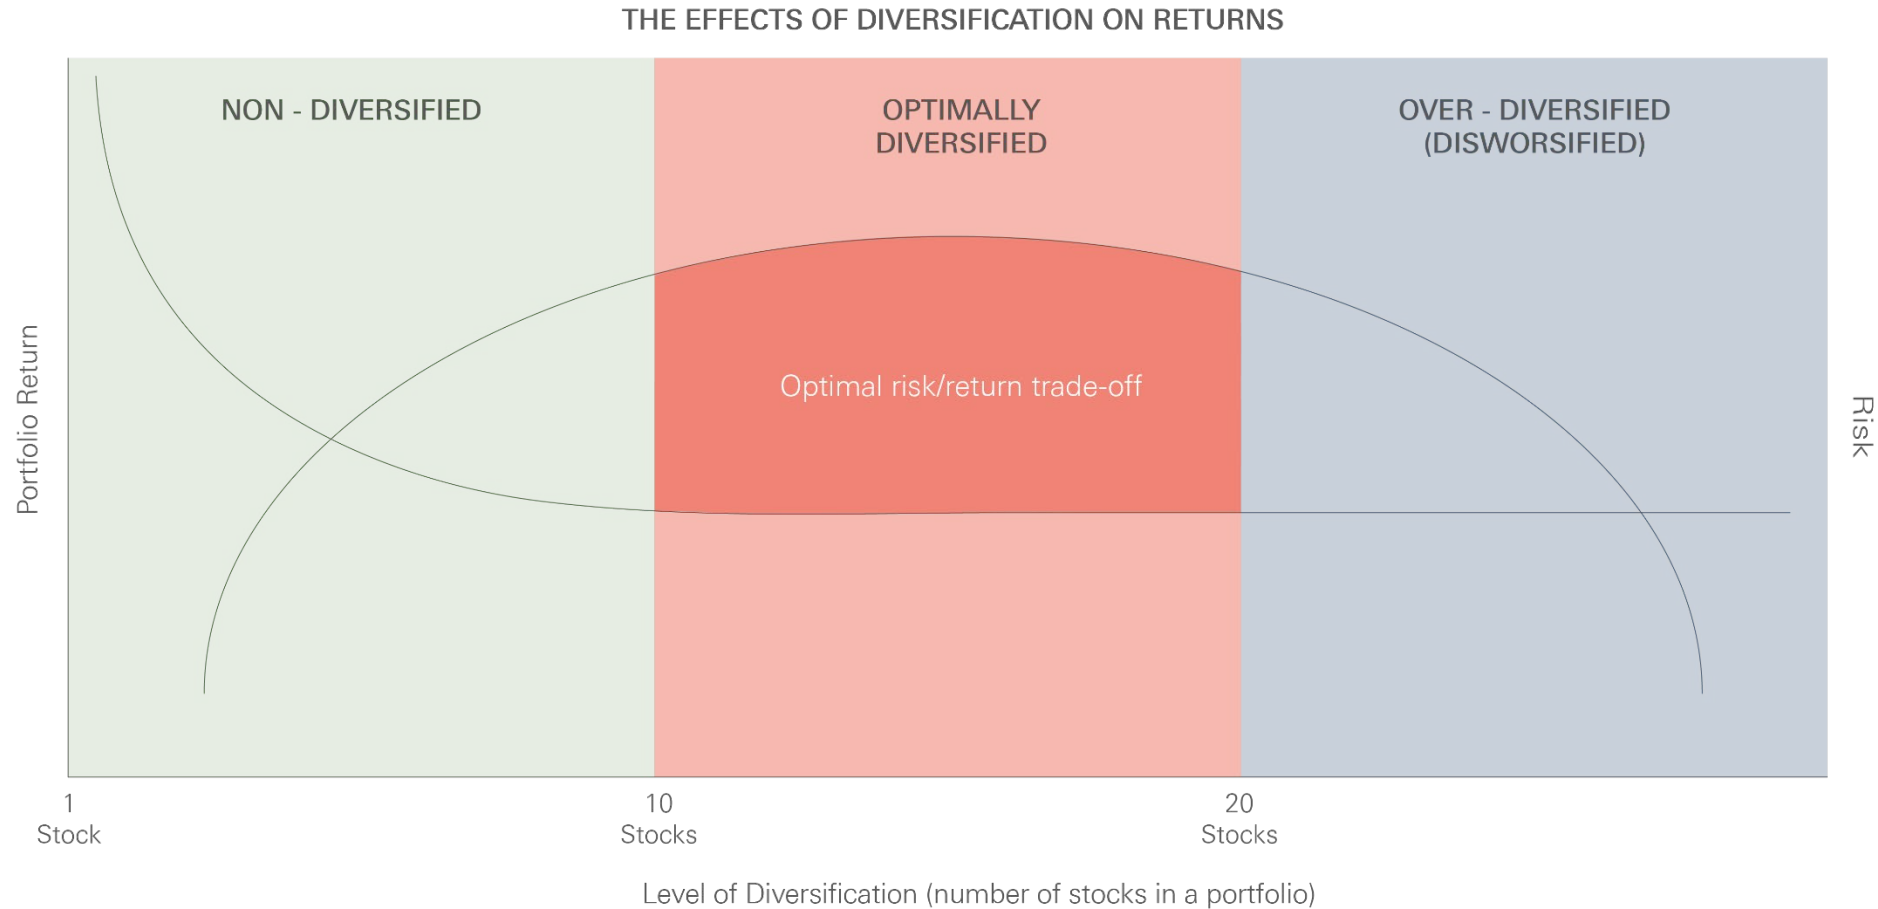 THE EFFECTS OF DIVERSIFICATION ON RETURNS
NON - DIVERSIFIED
OPTIMALLY
DIVERSIFIED
OVER - DIVERSIFIED
(DISWORSIFIED)
Portfolio Return
Optimal risk/return trade-off
Risk
1
Stock
10
Stocks
20
Stocks
Level of Diversification (number of stocks in a portfolio)